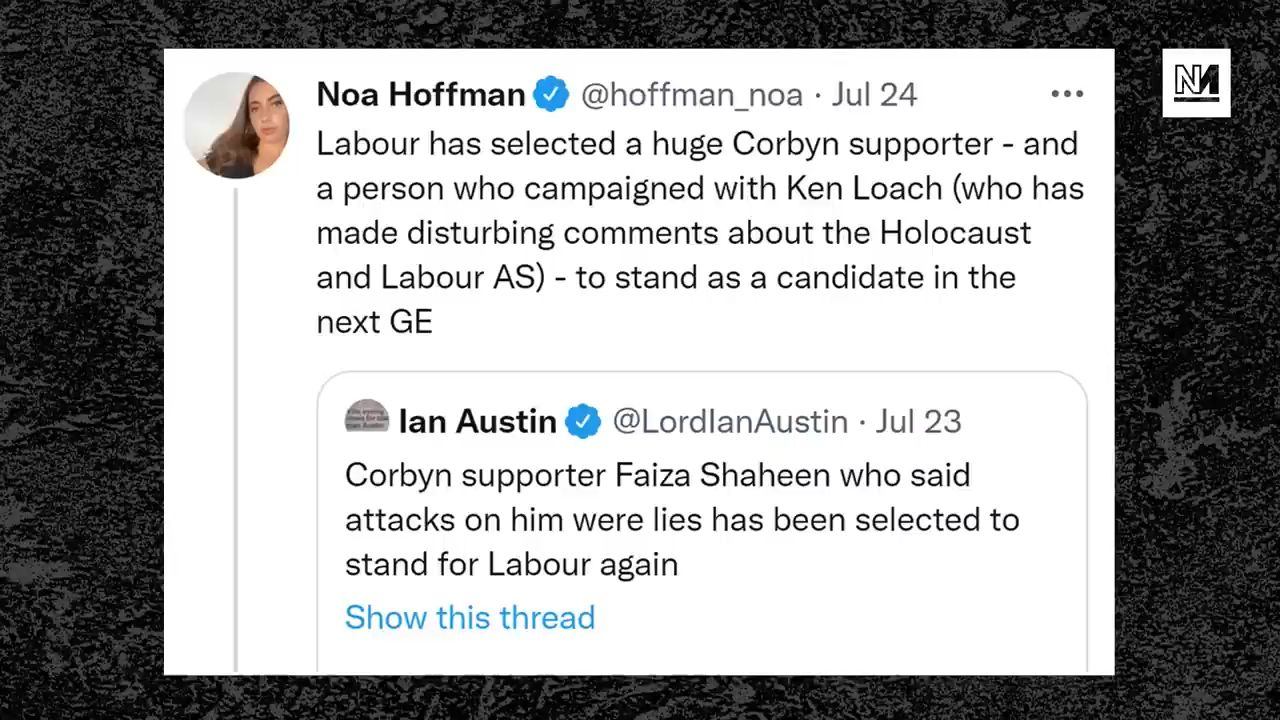 Noa Hoffman @hoffman_noa · Jul 24
Labour has selected a huge Corbyn supporter - and
a person who campaigned with Ken Loach (who has
made disturbing comments about the Holocaust
and Labour AS) - to stand as a candidate in the
next GE
Ian Austin @LordIanAustin · Jul 23
Corbyn supporter Faiza Shaheen who said
attacks on him were lies has been selected to
stand for Labour again
Show this thread
NM